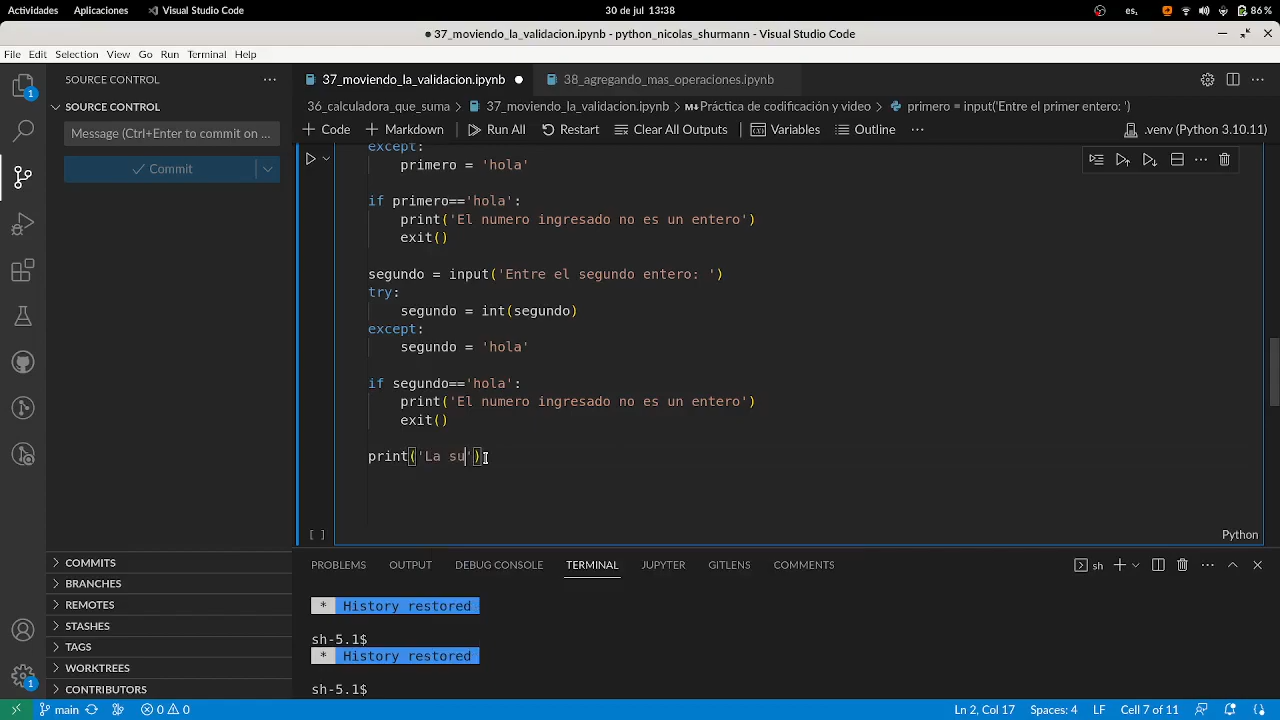 Actividades Aplicaciones Visual Studio Code 30 de jul 13:38 es, 86 %
37_moviendo_la_validacion.ipynb - python_nicolas_shurmann - Visual Studio Code
File Edit Selection View Go Run Terminal Help
SOURCE CONTROL 37_moviendo_la_validacion.ipynb 38_agregando_mas_operaciones.ipynb
SOURCE CONTROL 36_calculadora_que_suma > 37_moviendo_la_validacion.ipynb > Práctica de codificación y video > primero = input('Entre el primer entero: ')
Message (Ctrl+Enter to commit on ... + Code + Markdown Run All Restart Clear All Outputs Variables Outline ... .venv (Python 3.10.11)
Commit
except:
primero = 'hola'
if primero=='hola':
print('El numero ingresado no es un entero')
exit()
segundo = input('Entre el segundo entero: ')
try:
segundo = int(segundo)
except:
segundo = 'hola'
if segundo=='hola':
print('El numero ingresado no es un entero')
exit()
print('La su')
[ ] Python
COMMITS
BRANCHES
REMOTES
STASHES
TAGS
WORKTREES
CONTRIBUTORS
PROBLEMS OUTPUT DEBUG CONSOLE TERMINAL JUPYTER GITLENS COMMENTS sh
* History restored
sh-5.1$
* History restored
sh-5.1$
main 0 0 Ln 2, Col 17 Spaces: 4 LF Cell 7 of 11